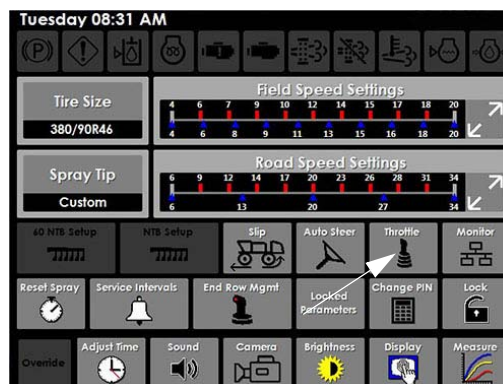 Tuesday 08:31 AM
(P)
Tire Size
380/90R46
Field Speed Settings
4 6 7 9 10 12 14 15 17 18 20
4 6 8 9 11 13 15 16 18 20
Spray Tip
Custom
Road Speed Settings
6 9 12 14 17 20 23 26 28 31 34
6 13 20 27 34
60 NTB Setup
NTB Setup
Slip
Auto Steer
Throttle
Monitor
Reset Spray
Service Intervals
End Row Mgmt
Locked
Parameters
Change PIN
Lock
Override
Adjust Time
Sound
Camera
Brightness
Display
Measure